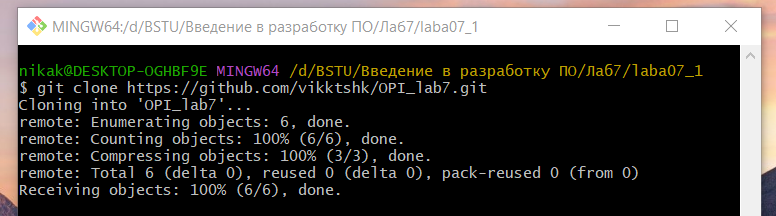 MINGW64:/d/BSTU/Введение в разработку ПО/Лаб7/laba07_1
nikak@DESKTOP-OGHBF9E MINGW64 /d/BSTU/Введение в разработку ПО/Лаб7/laba07_1
$ git clone https://github.com/vikktshk/OPI_lab7.git
Cloning into 'OPI_lab7'...
remote: Enumerating objects: 6, done.
remote: Counting objects: 100% (6/6), done.
remote: Compressing objects: 100% (3/3), done.
remote: Total 6 (delta 0), reused 0 (delta 0), pack-reused 0 (from 0)
Receiving objects: 100% (6/6), done.